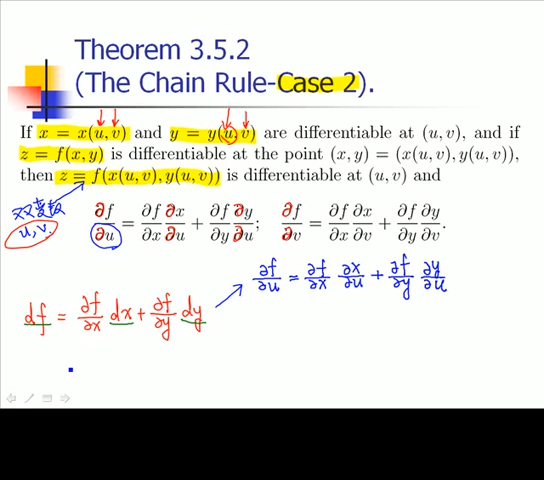 Theorem 3.5.2
(The Chain Rule-Case 2).
If x = x(u, v) and y = y(u, v) are differentiable at (u, v), and if
z = f(x, y) is differentiable at the point (x, y) = (x(u, v), y(u, v)),
then z = f(x(u, v), y(u, v)) is differentiable at (u, v) and
双变数
u, v.
∂f/∂u = ∂f/∂x ∂x/∂u + ∂f/∂y ∂y/∂u; ∂f/∂v = ∂f/∂x ∂x/∂v + ∂f/∂y ∂y/∂v.
∂f/∂u = ∂f/∂x ∂x/∂u + ∂f/∂y ∂y/∂u
df = ∂f/∂x dx + ∂f/∂y dy